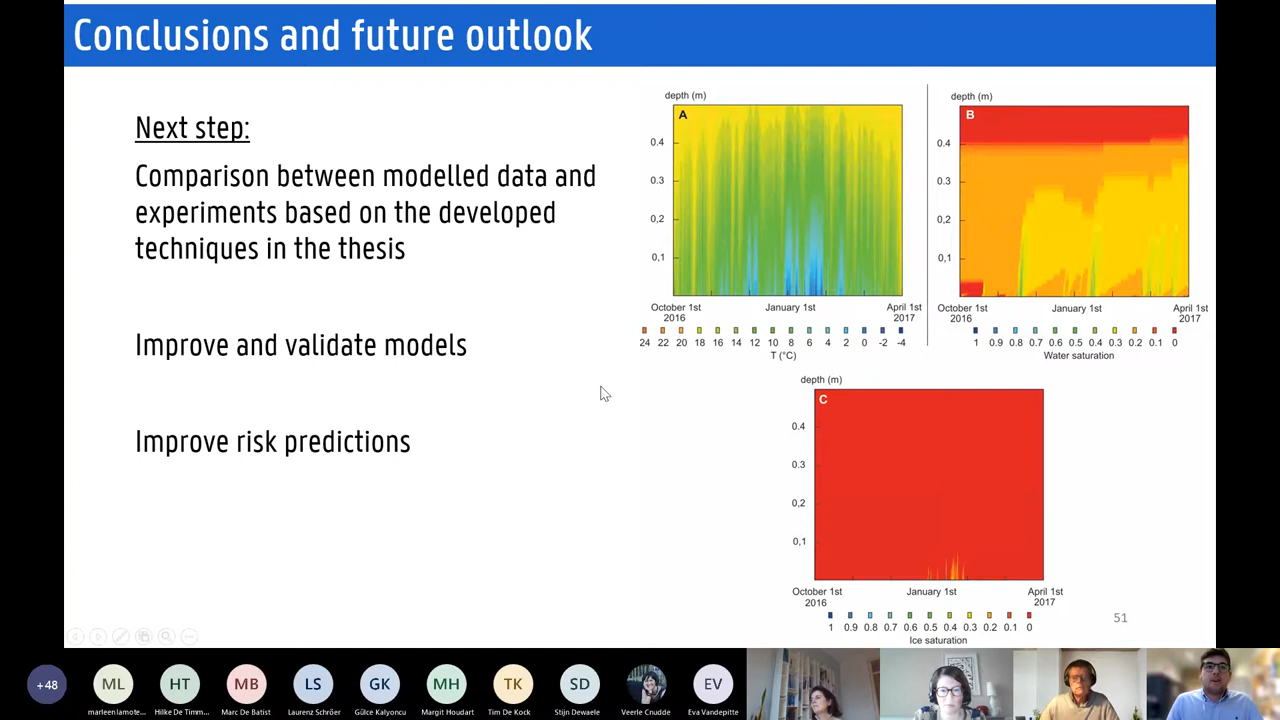 Conclusions and future outlook
Next step:
Comparison between modelled data and
experiments based on the developed
techniques in the thesis
Improve and validate models
Improve risk predictions
depth (m)
A
0.4
0.3
0,2
0,1
October 1st
2016
January 1st
April 1st
2017
24 22 20 18 16 14 12 10 8 6 4 2 0 -2 -4
T (°C)
depth (m)
B
0.4
0.3
0,2
0,1
October 1st
2016
January 1st
April 1st
2017
1 0.9 0.8 0.7 0.6 0.5 0.4 0.3 0.2 0.1 0
Water saturation
depth (m)
C
0.4
0.3
0,2
0,1
October 1st
2016
January 1st
April 1st
2017
1 0.9 0.8 0.7 0.6 0.5 0.4 0.3 0.2 0.1 0
Ice saturation
51
+48
ML
marleen lamote...
HT
Hilke De Timm...
MB
Marc De Batist
LS
Laurenz Schröer
GK
Gülce Kalyoncu
MH
Margit Houdart
TK
Tim De Kock
SD
Stijn Dewaele
Veerle Cnudde
EV
Eva Vandepitte